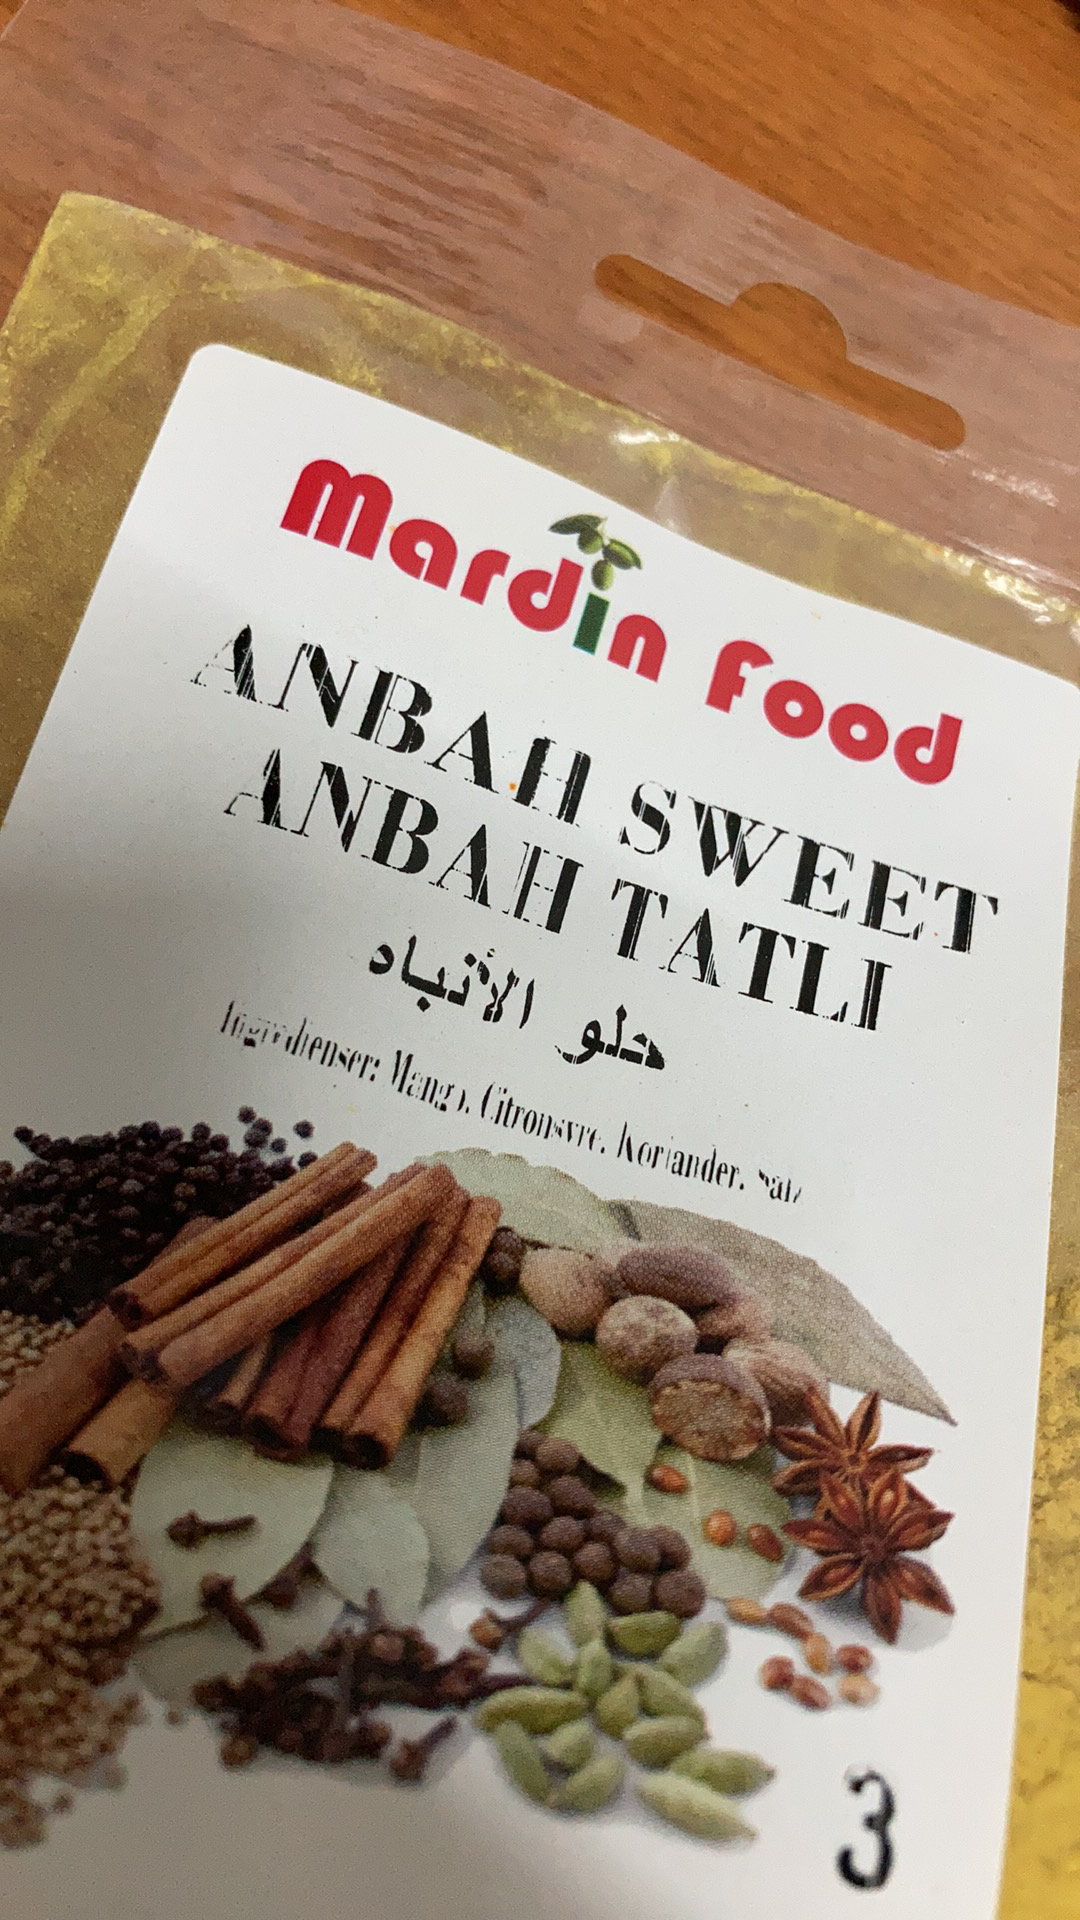 Mardin Food
ANBAH SWEET
ANBAH TATLI
حلو الأنباه
Ingredienser: Mango, Citronsyre, Koriander, Salt
3